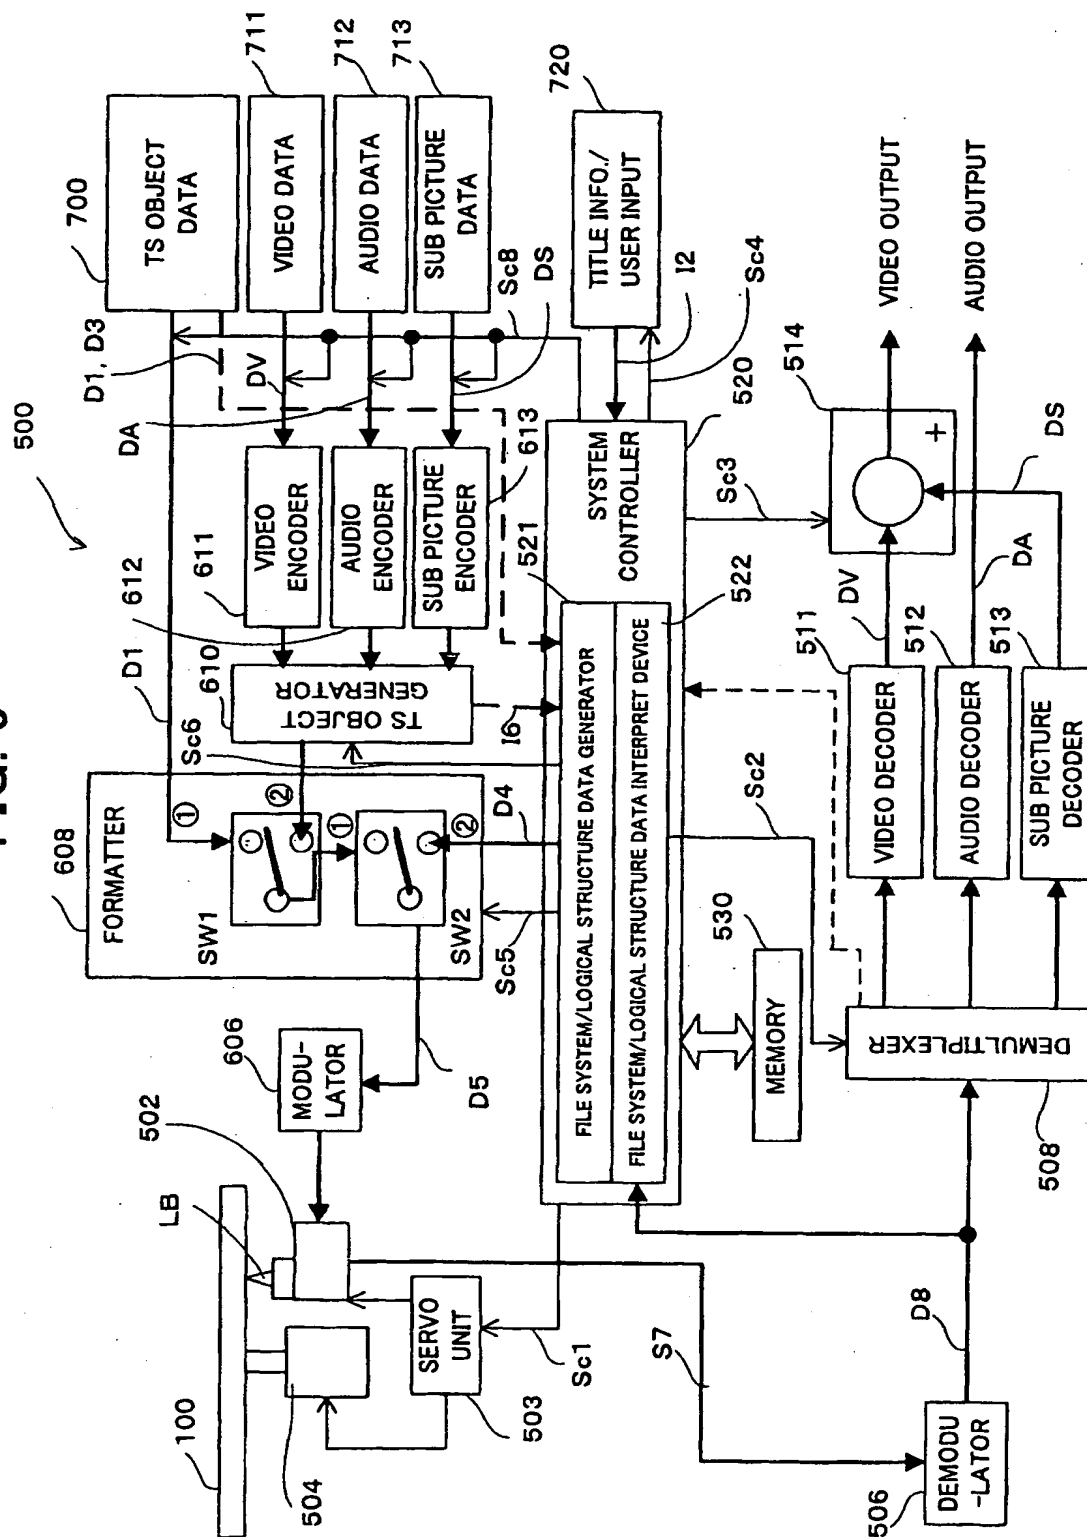 500
100
LB
502
504
SERVO
UNIT
503
Sc1
606
MODU-
LATOR
D5
608
FORMATTER
SW1
SW2
①
②
①
②
Sc5
D4
D1
Sc6
610
TS OBJECT
GENERATOR
I6
612
611
VIDEO
ENCODER
AUDIO
ENCODER
SUB PICTURE
ENCODER
613
DA
DV
D1, D3
DS
Sc8
700
TS OBJECT
DATA
711
VIDEO DATA
712
AUDIO DATA
713
SUB PICTURE
DATA
720
TITLE INFO./
USER INPUT
I2
Sc4
520
SYSTEM
CONTROLLER
521
FILE SYSTEM/LOGICAL STRUCTURE DATA GENERATOR
FILE SYSTEM/LOGICAL STRUCTURE DATA INTERPRET DEVICE
522
Sc3
Sc2
530
MEMORY
S7
506
DEMODU
-LATOR
D8
508
DEMULTIPLEXER
511
VIDEO DECODER
512
AUDIO DECODER
513
SUB PICTURE
DECODER
DV
DA
DS
514
+
VIDEO OUTPUT
AUDIO OUTPUT